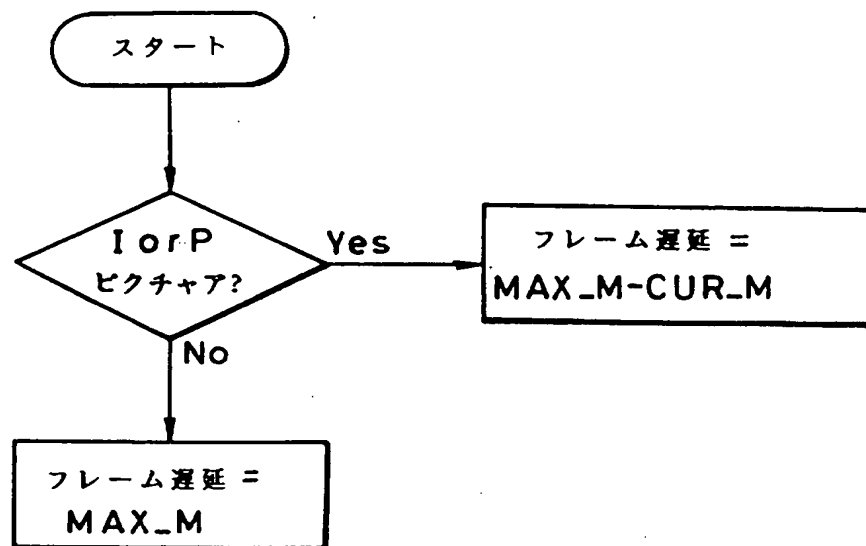 スタート
I or P
ピクチャア?
Yes
フレーム遅延 =
MAX_M-CUR_M
No
フレーム遅延 =
MAX_M